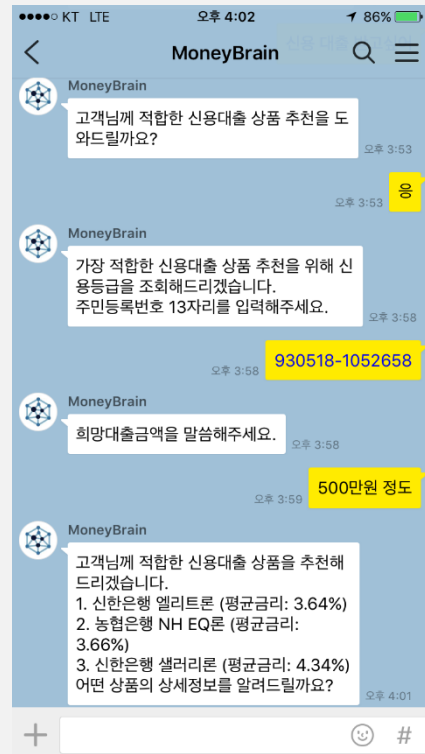 KT LTE 오후 4:02 86%
MoneyBrain
MoneyBrain
고객님께 적합한 신용대출 상품 추천을 도
와드릴까요?
오후 3:53
응
오후 3:53
MoneyBrain
가장 적합한 신용대출 상품 추천을 위해 신
용등급을 조회해드리겠습니다.
주민등록번호 13자리를 입력해주세요.
오후 3:58
930518-1052658
오후 3:58
MoneyBrain
희망대출금액을 말씀해주세요.
오후 3:58
500만원 정도
오후 3:59
MoneyBrain
고객님께 적합한 신용대출 상품을 추천해
드리겠습니다.
1. 신한은행 엘리트론 (평균금리: 3.64%)
2. 농협은행 NH EQ론 (평균금리:
3.66%)
3. 신한은행 샐러리론 (평균금리: 4.34%)
어떤 상품의 상세정보를 알려드릴까요?
오후 4:01
#